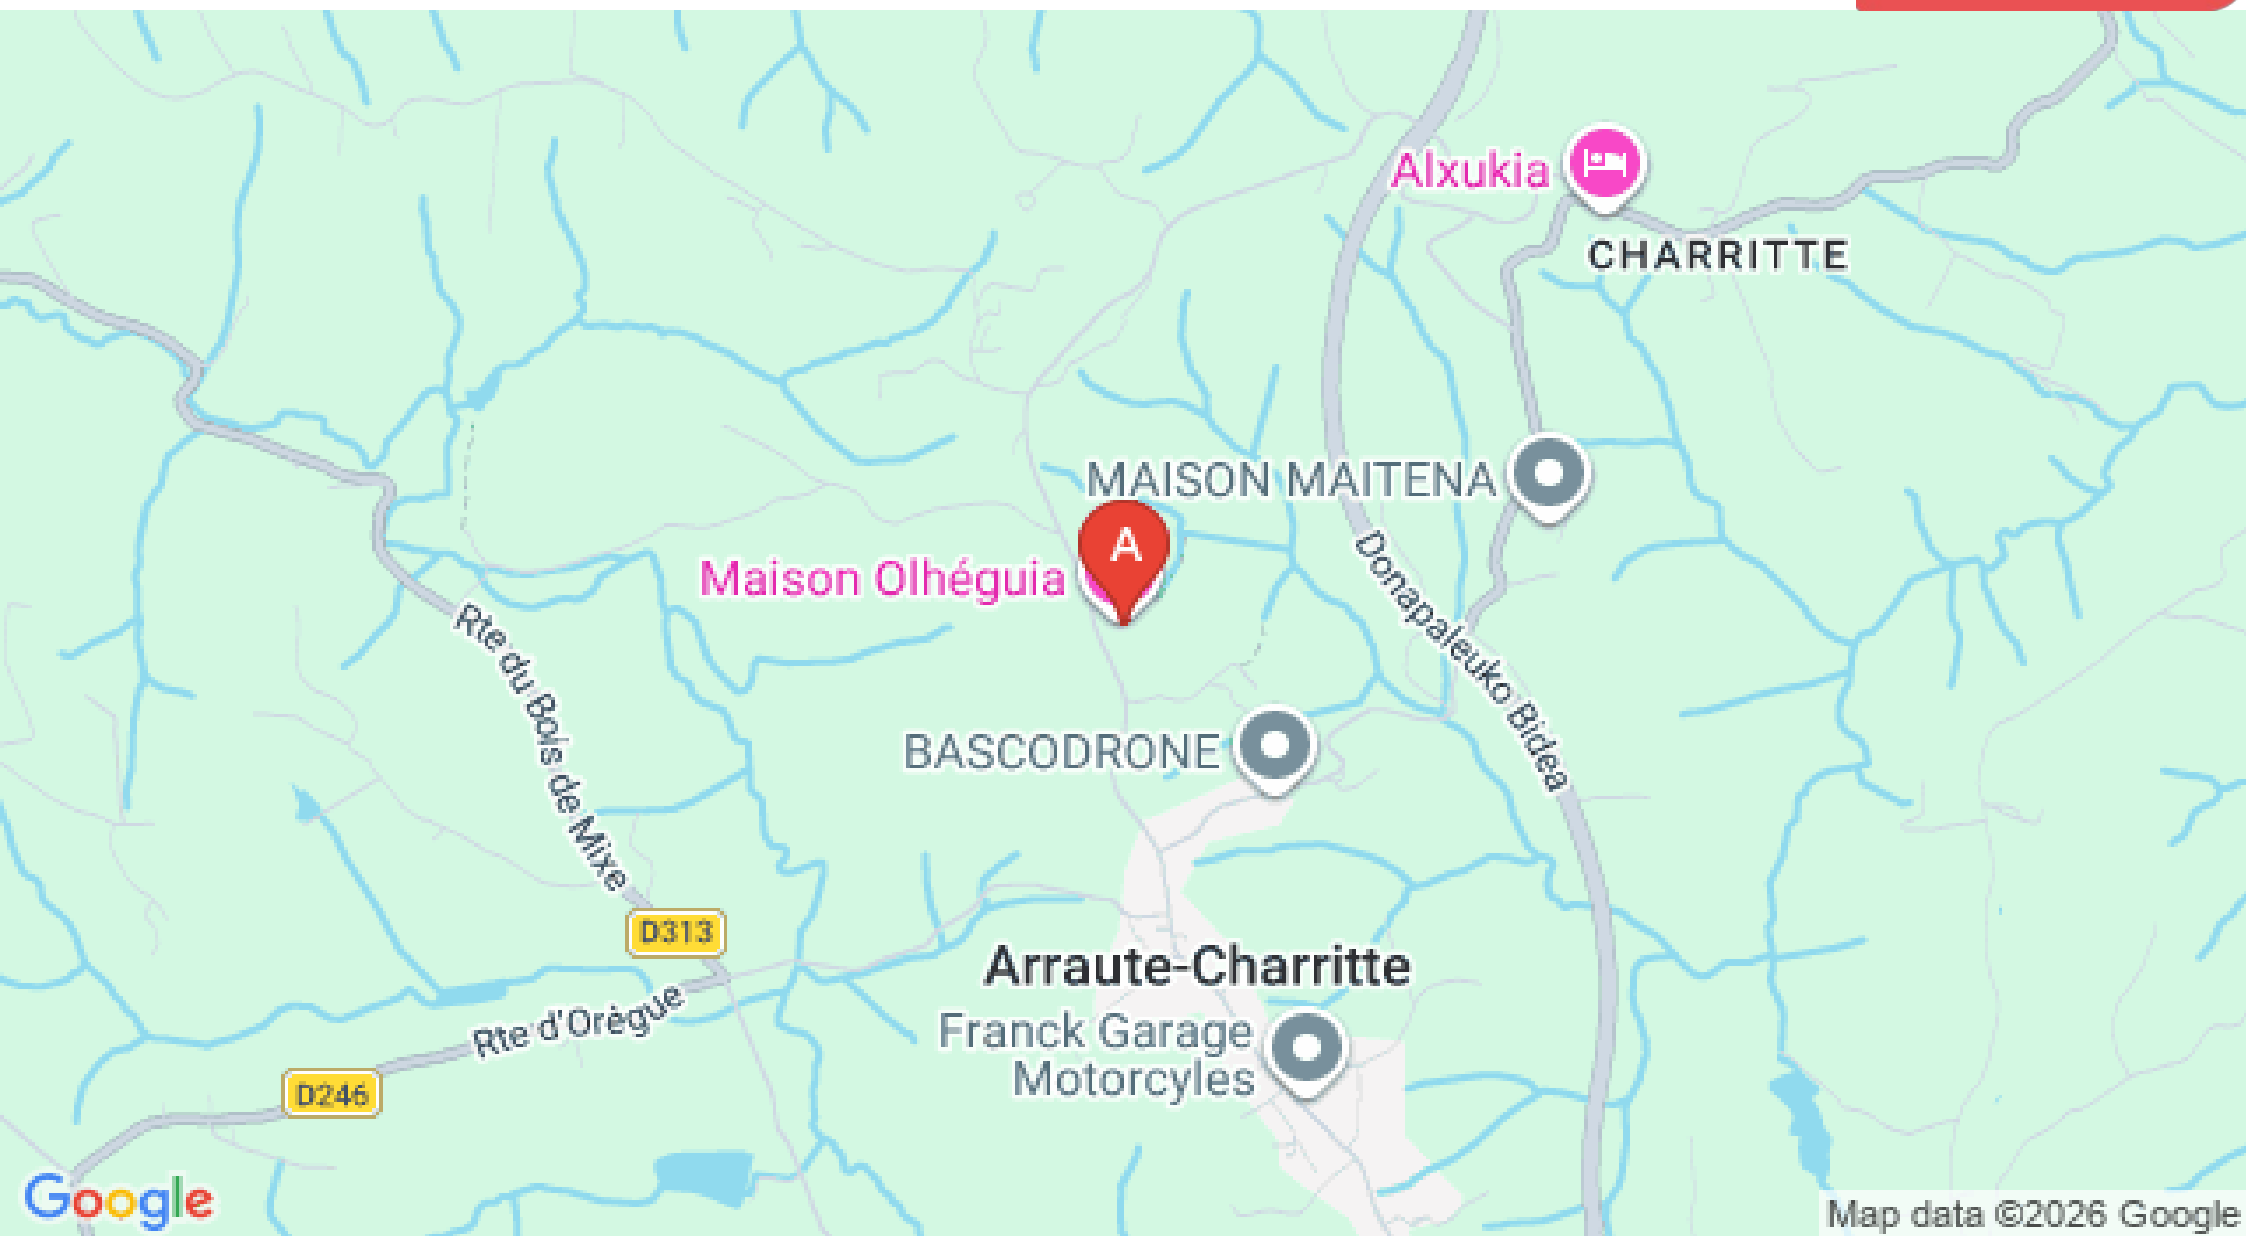 Alxukia
CHARRITTE
MAISON MAITENA
A
Maison Olhéguia
Donapaleuko Bidea
Rte du Bois de Mixe
BASCODRONE
D313
Arraute-Charritte
Rte d'Orègue
Franck Garage
Motorcyles
D246
Google
Map data ©2026 Google